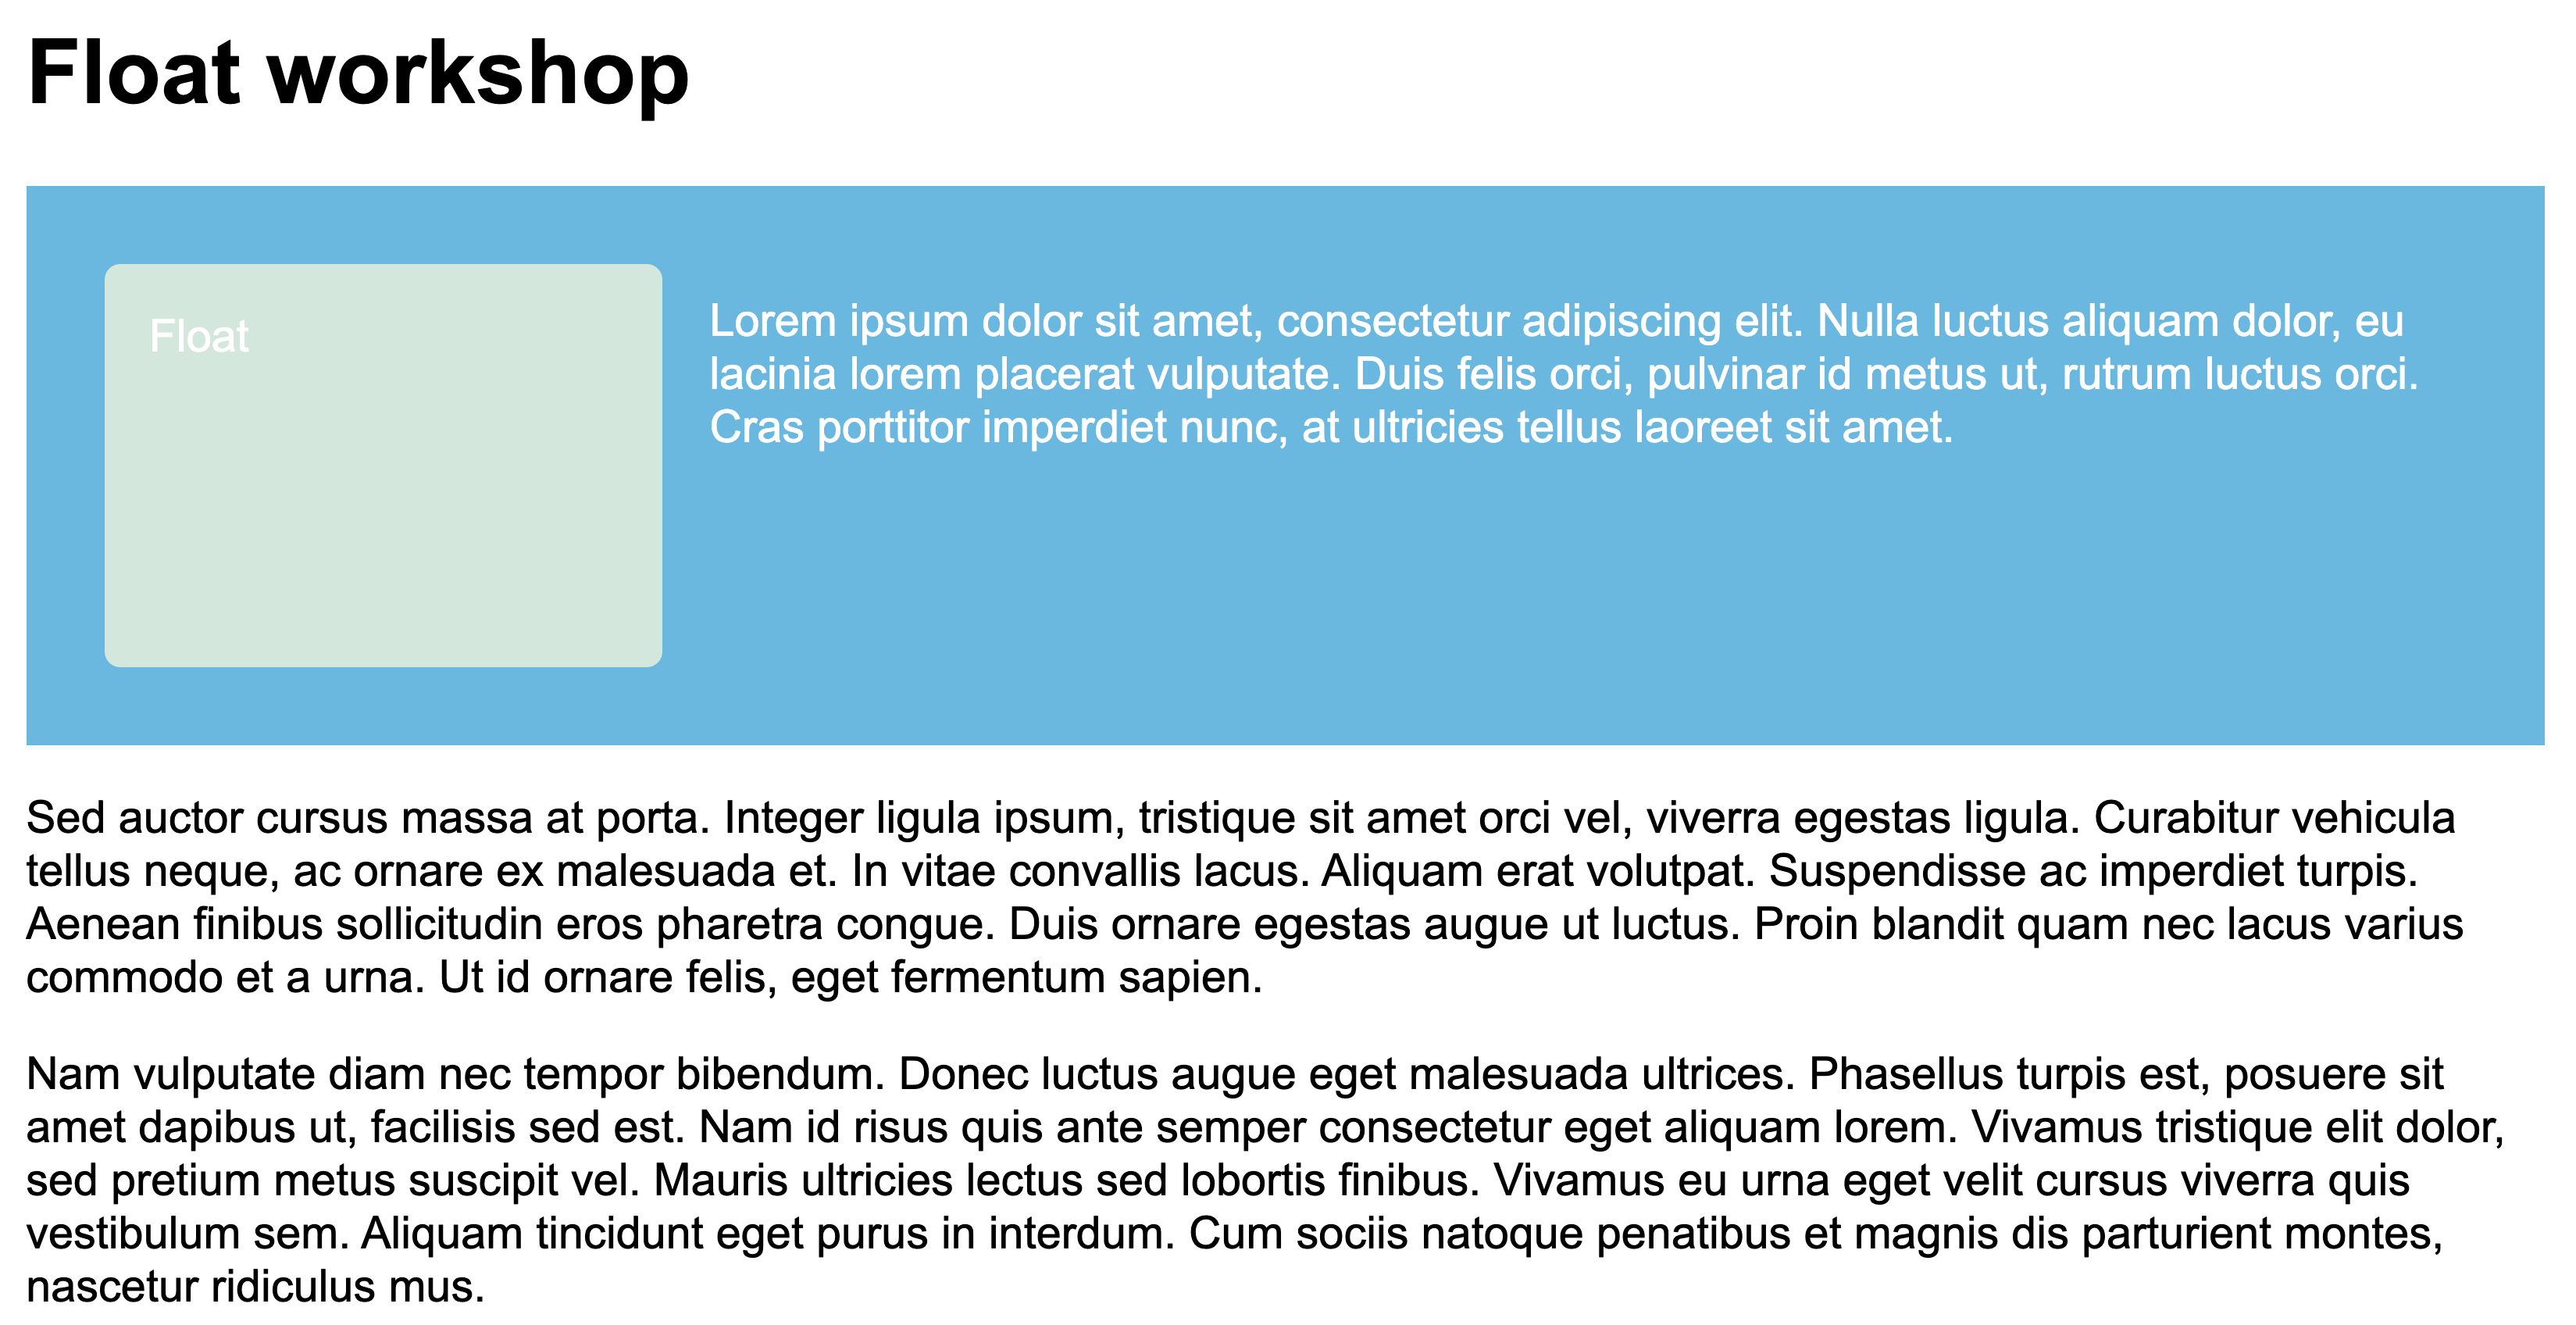 Float workshop
Float
Lorem ipsum dolor sit amet, consectetur adipiscing elit. Nulla luctus aliquam dolor, eu
lacinia lorem placerat vulputate. Duis felis orci, pulvinar id metus ut, rutrum luctus orci.
Cras porttitor imperdiet nunc, at ultricies tellus laoreet sit amet.
Sed auctor cursus massa at porta. Integer ligula ipsum, tristique sit amet orci vel, viverra egestas ligula. Curabitur vehicula
tellus neque, ac ornare ex malesuada et. In vitae convallis lacus. Aliquam erat volutpat. Suspendisse ac imperdiet turpis.
Aenean finibus sollicitudin eros pharetra congue. Duis ornare egestas augue ut luctus. Proin blandit quam nec lacus varius
commodo et a urna. Ut id ornare felis, eget fermentum sapien.
Nam vulputate diam nec tempor bibendum. Donec luctus augue eget malesuada ultrices. Phasellus turpis est, posuere sit
amet dapibus ut, facilisis sed est. Nam id risus quis ante semper consectetur eget aliquam lorem. Vivamus tristique elit dolor,
sed pretium metus suscipit vel. Mauris ultricies lectus sed lobortis finibus. Vivamus eu urna eget velit cursus viverra quis
vestibulum sem. Aliquam tincidunt eget purus in interdum. Cum sociis natoque penatibus et magnis dis parturient montes,
nascetur ridiculus mus.